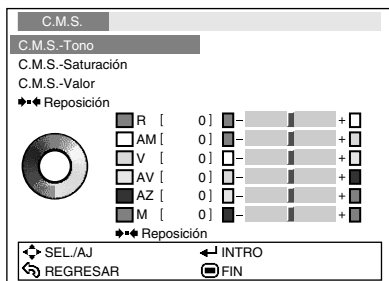 C.M.S.
C.M.S.-Tono
C.M.S.-Saturación
C.M.S.-Valor
Reposición
R [ 0 ] - +
AM [ 0 ] - +
V [ 0 ] - +
AV [ 0 ] - +
AZ [ 0 ] - +
M [ 0 ] - +
Reposición
SEL./AJ INTRO
REGRESAR FIN